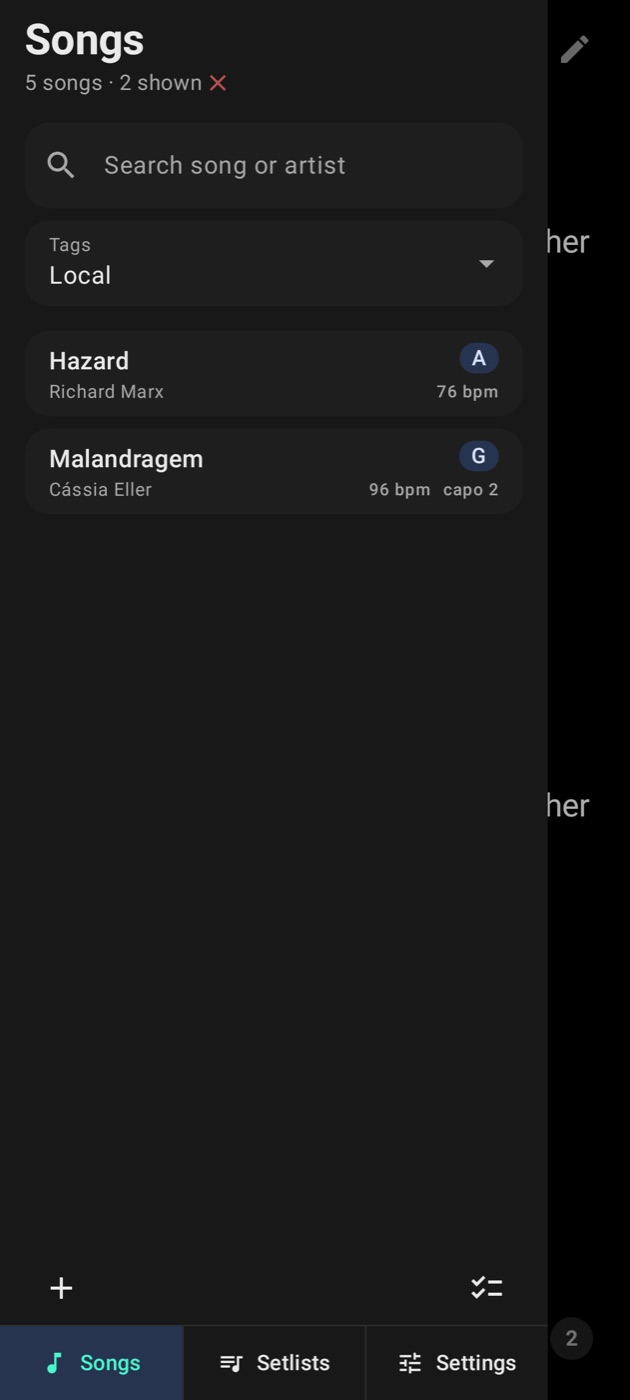 Songs
5 songs · 2 shown
Search song or artist
her
Tags
Local
Hazard
A
Richard Marx
76 bpm
Malandragem
G
Cássia Eller
96 bpm capo 2
her
2
Songs
Setlists
Settings